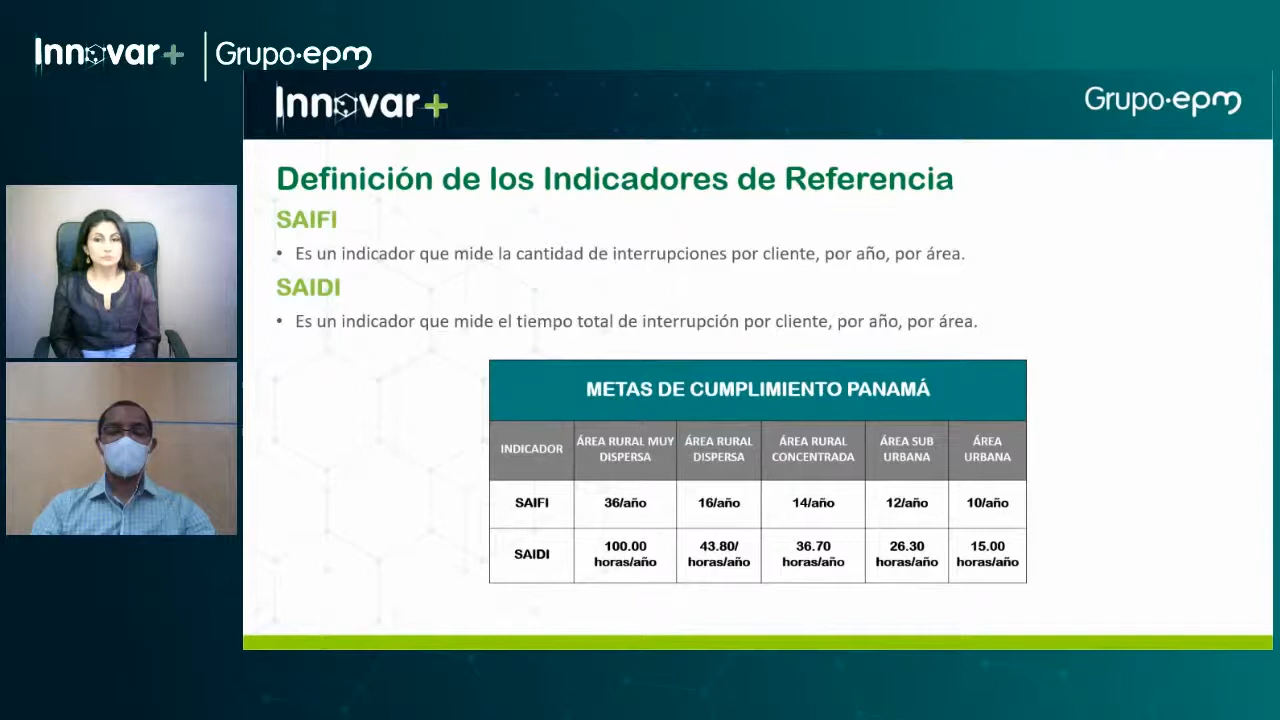 Innovar+ Grupo·epm
Innovar+ Grupo·epm
Definición de los Indicadores de Referencia
SAIFI
• Es un indicador que mide la cantidad de interrupciones por cliente, por año, por área.
SAIDI
• Es un indicador que mide el tiempo total de interrupción por cliente, por año, por área.
METAS DE CUMPLIMIENTO PANAMÁ
INDICADOR ÁREA RURAL MUY DISPERSA ÁREA RURAL DISPERSA ÁREA RURAL CONCENTRADA ÁREA SUB URBANA ÁREA URBANA
SAIFI 36/año 16/año 14/año 12/año 10/año
SAIDI 100.00 horas/año 43.80/ horas/año 36.70 horas/año 26.30 horas/año 15.00 horas/año